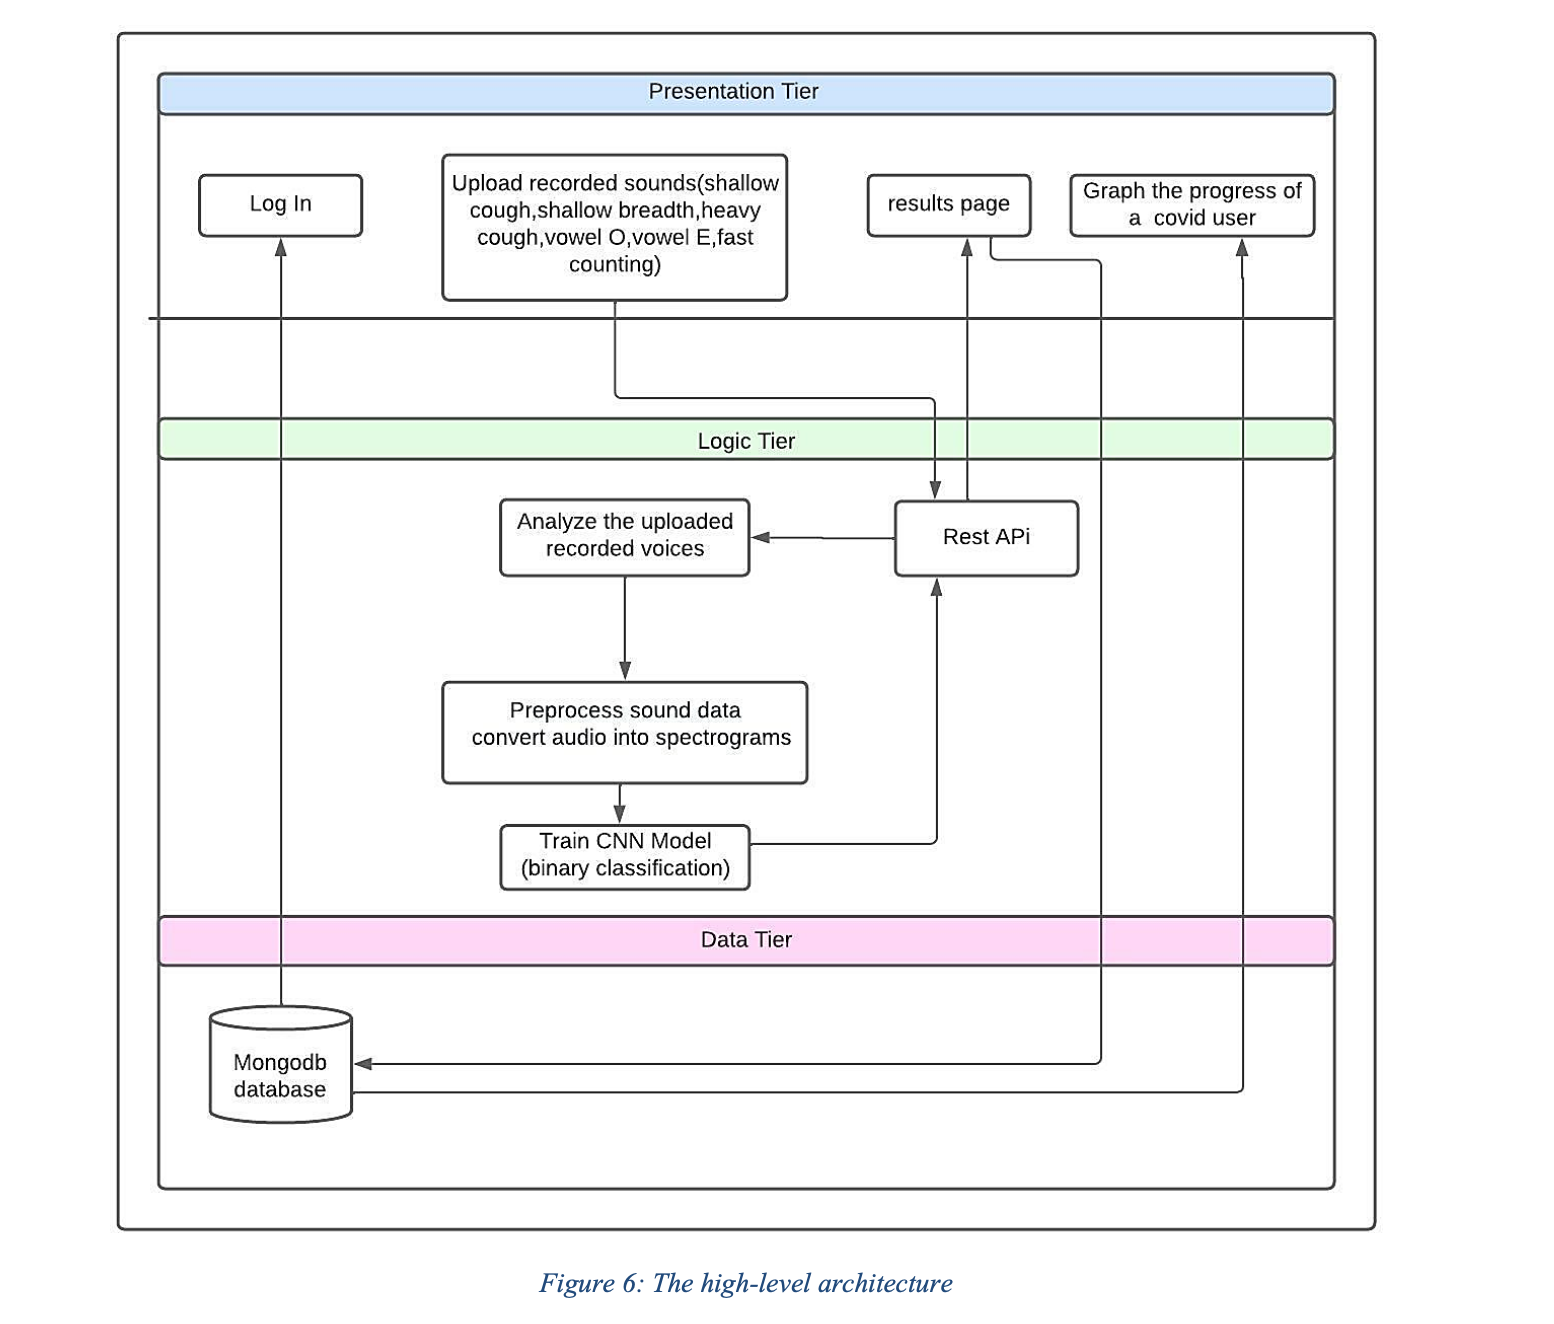 Presentation Tier
Log In
Upload recorded sounds(shallow
cough,shallow breadth,heavy
cough,vowel O,vowel E,fast
counting)
results page
Graph the progress of
a covid user
Logic Tier
Analyze the uploaded
recorded voices
Rest APi
Preprocess sound data
convert audio into spectrograms
Train CNN Model
(binary classification)
Data Tier
Mongodb
database
Figure 6: The high-level architecture